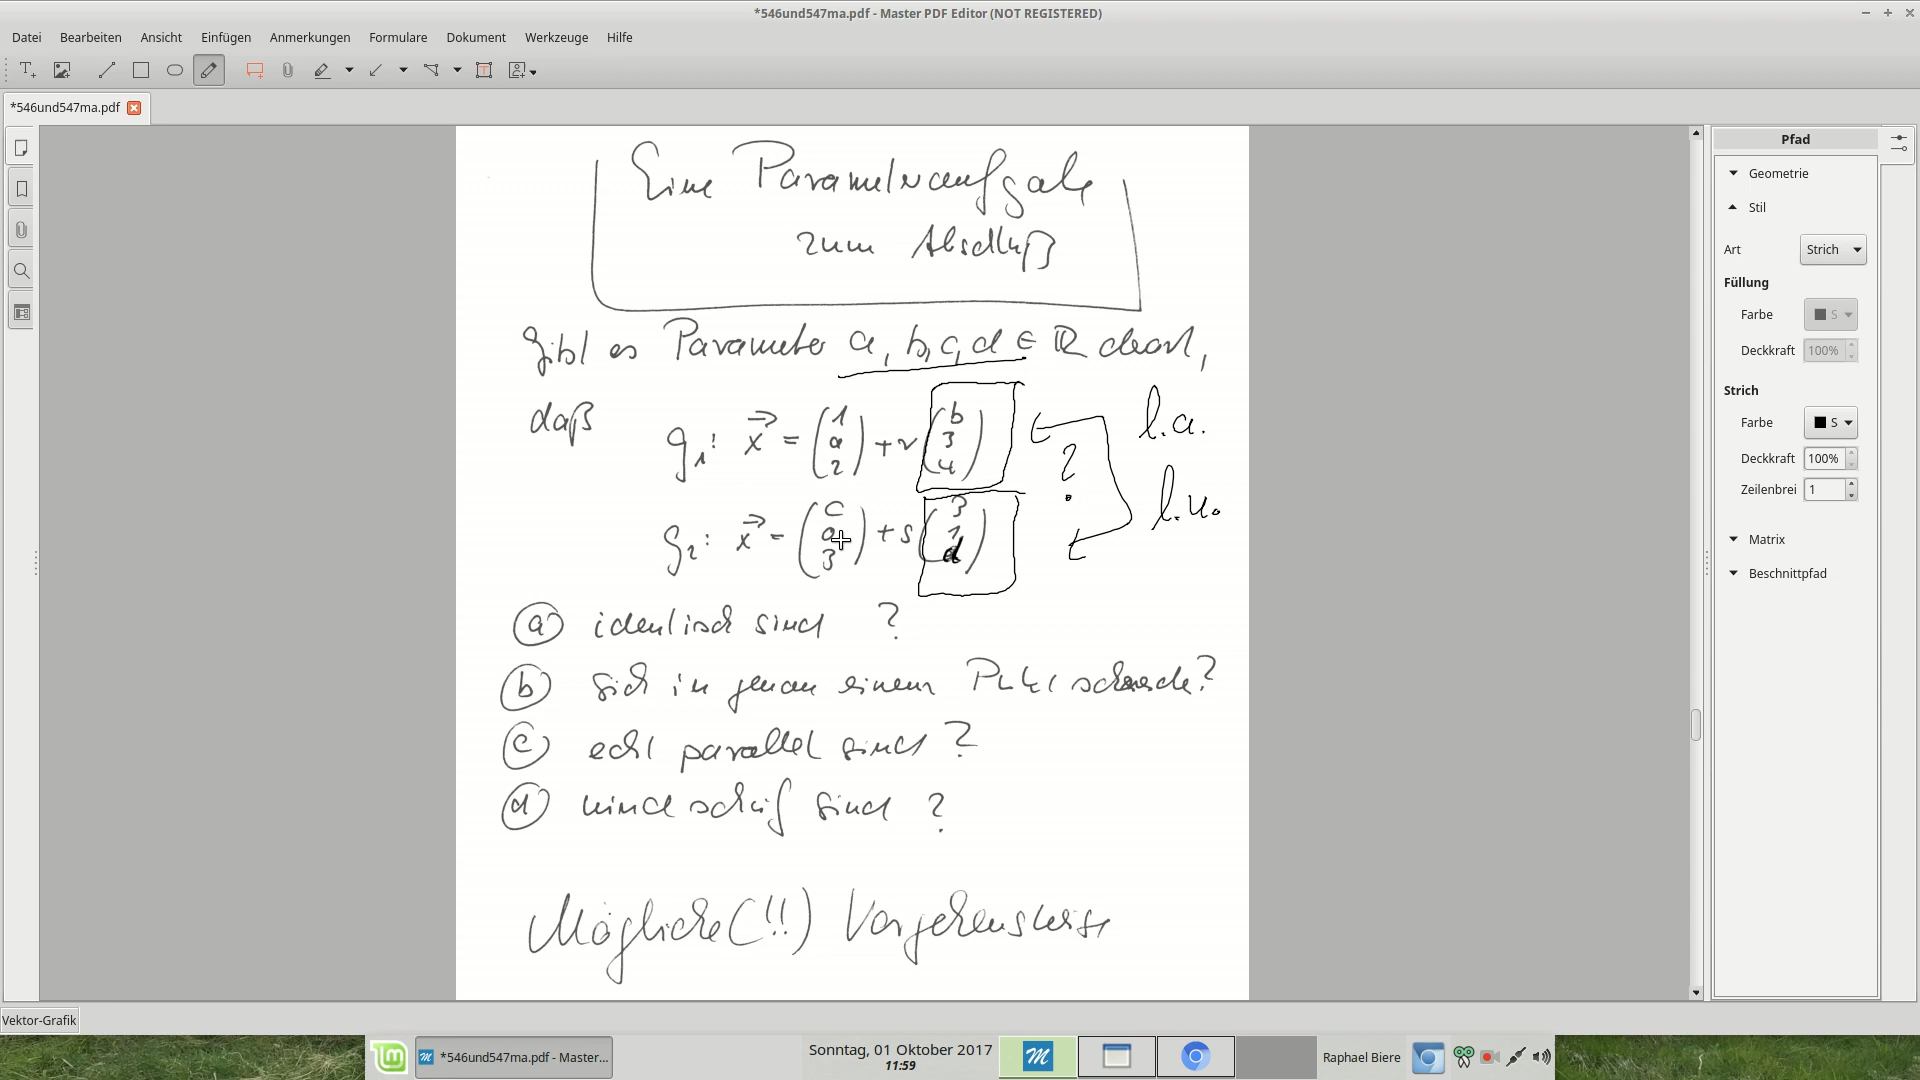 *546und547ma.pdf - Master PDF Editor (NOT REGISTERED)
Datei Bearbeiten Ansicht Einfügen Anmerkungen Formulare Dokument Werkzeuge Hilfe
*546und547ma.pdf
Eine Parameteraufgabe
zum Abschluß
Gibt es Parameter a, b, c, d ∈ ℝ derart,
daß g₁: x⃗ = (1 a 2) + r (b 3 4) l.a.
? l.u.
g₂: x⃗ = (c 0 3) + s (3 1 d)
(a) identisch sind ?
(b) sich in genau einem Punkt schneide?
(c) echt parallel sind ?
(d) windschief sind ?
Mögliche(!!) Vorgehensweise
Pfad
Geometrie
Stil
Art Strich
Füllung
Farbe S
Deckkraft 100%
Strich
Farbe S
Deckkraft 100%
Zeilenbrei 1
Matrix
Beschnittpfad
Vektor-Grafik
*546und547ma.pdf - Master...
Sonntag, 01 Oktober 2017
11:59
Raphael Biere